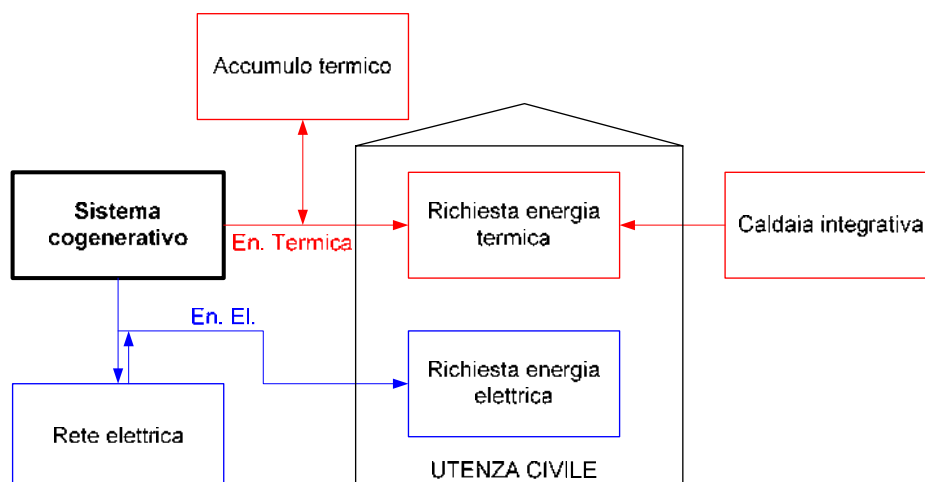 Accumulo termico
Sistema
cogenerativo
En. Termica
Richiesta energia
termica
Caldaia integrativa
En. El.
Richiesta energia
elettrica
Rete elettrica
UTENZA CIVILE